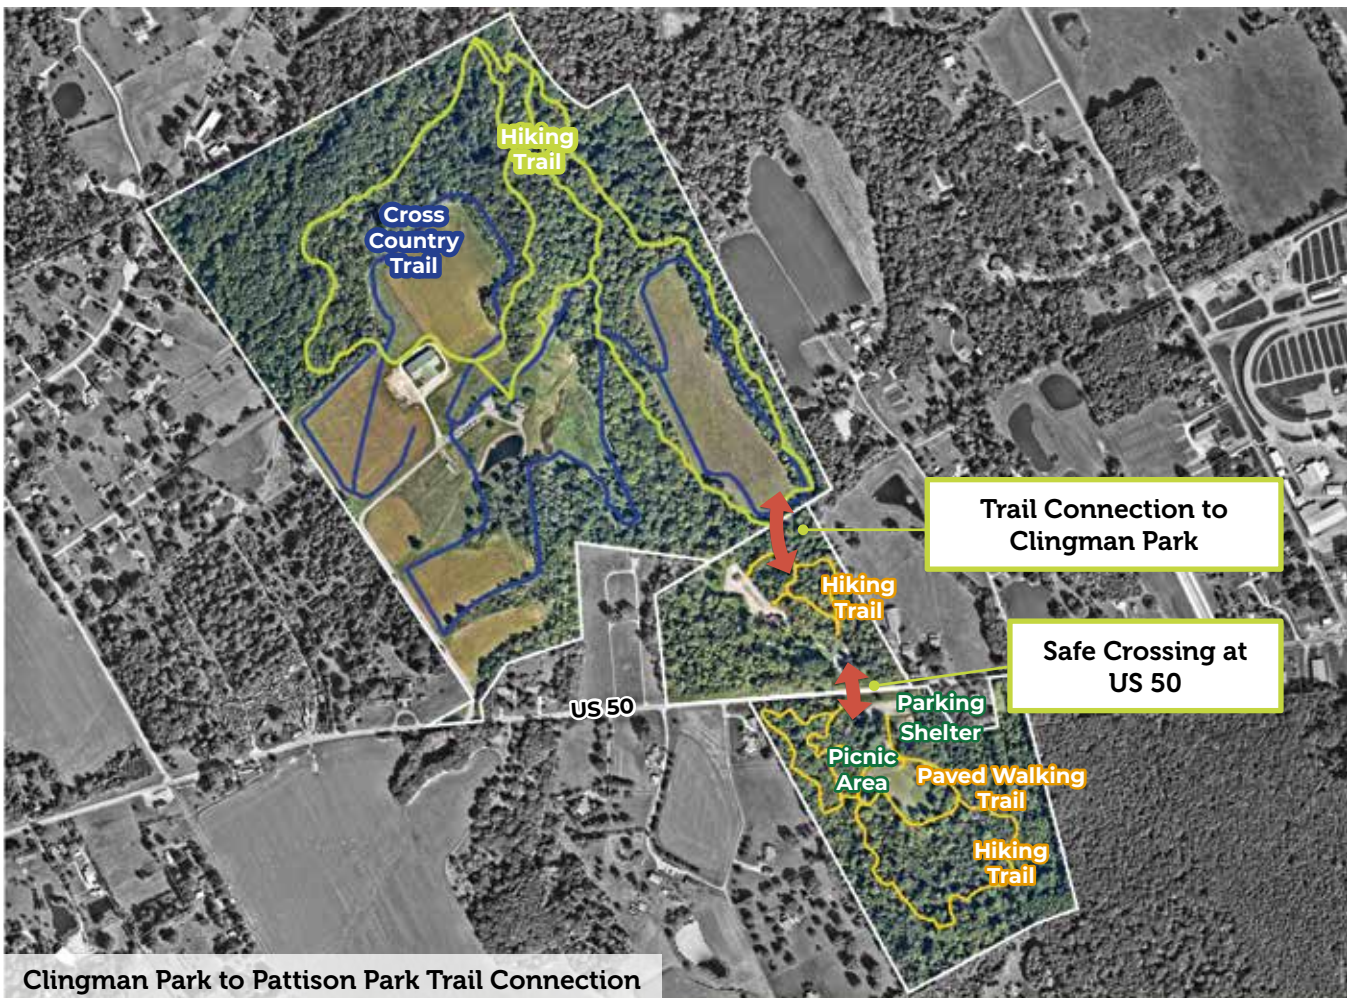 Hiking
Trail
Cross
Country
Trail
Trail Connection to
Clingman Park
Hiking
Trail
Safe Crossing at
US 50
US 50
Parking
Shelter
Picnic
Area
Paved Walking
Trail
Hiking
Trail
Clingman Park to Pattison Park Trail Connection